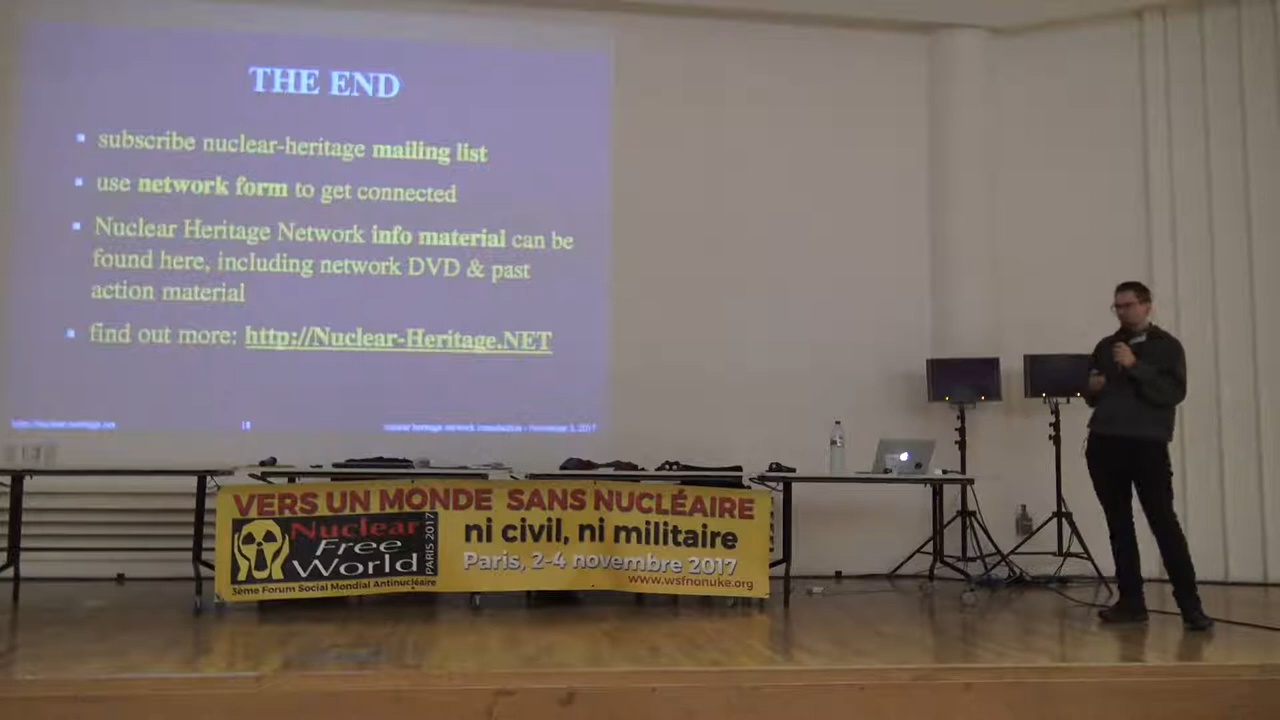 THE END
subscribe nuclear-heritage mailing list
use network form to get connected
Nuclear Heritage Network info material can be
found here, including network DVD & past
action material
find out more: http://Nuclear-Heritage.NET
18
VERS UN MONDE SANS NUCLÉAIRE
Nuclear
Free
World
PARIS 2017
3ème Forum Social Mondial Antinucléaire
ni civil, ni militaire
Paris, 2-4 novembre 2017
www.wsfnonuke.org